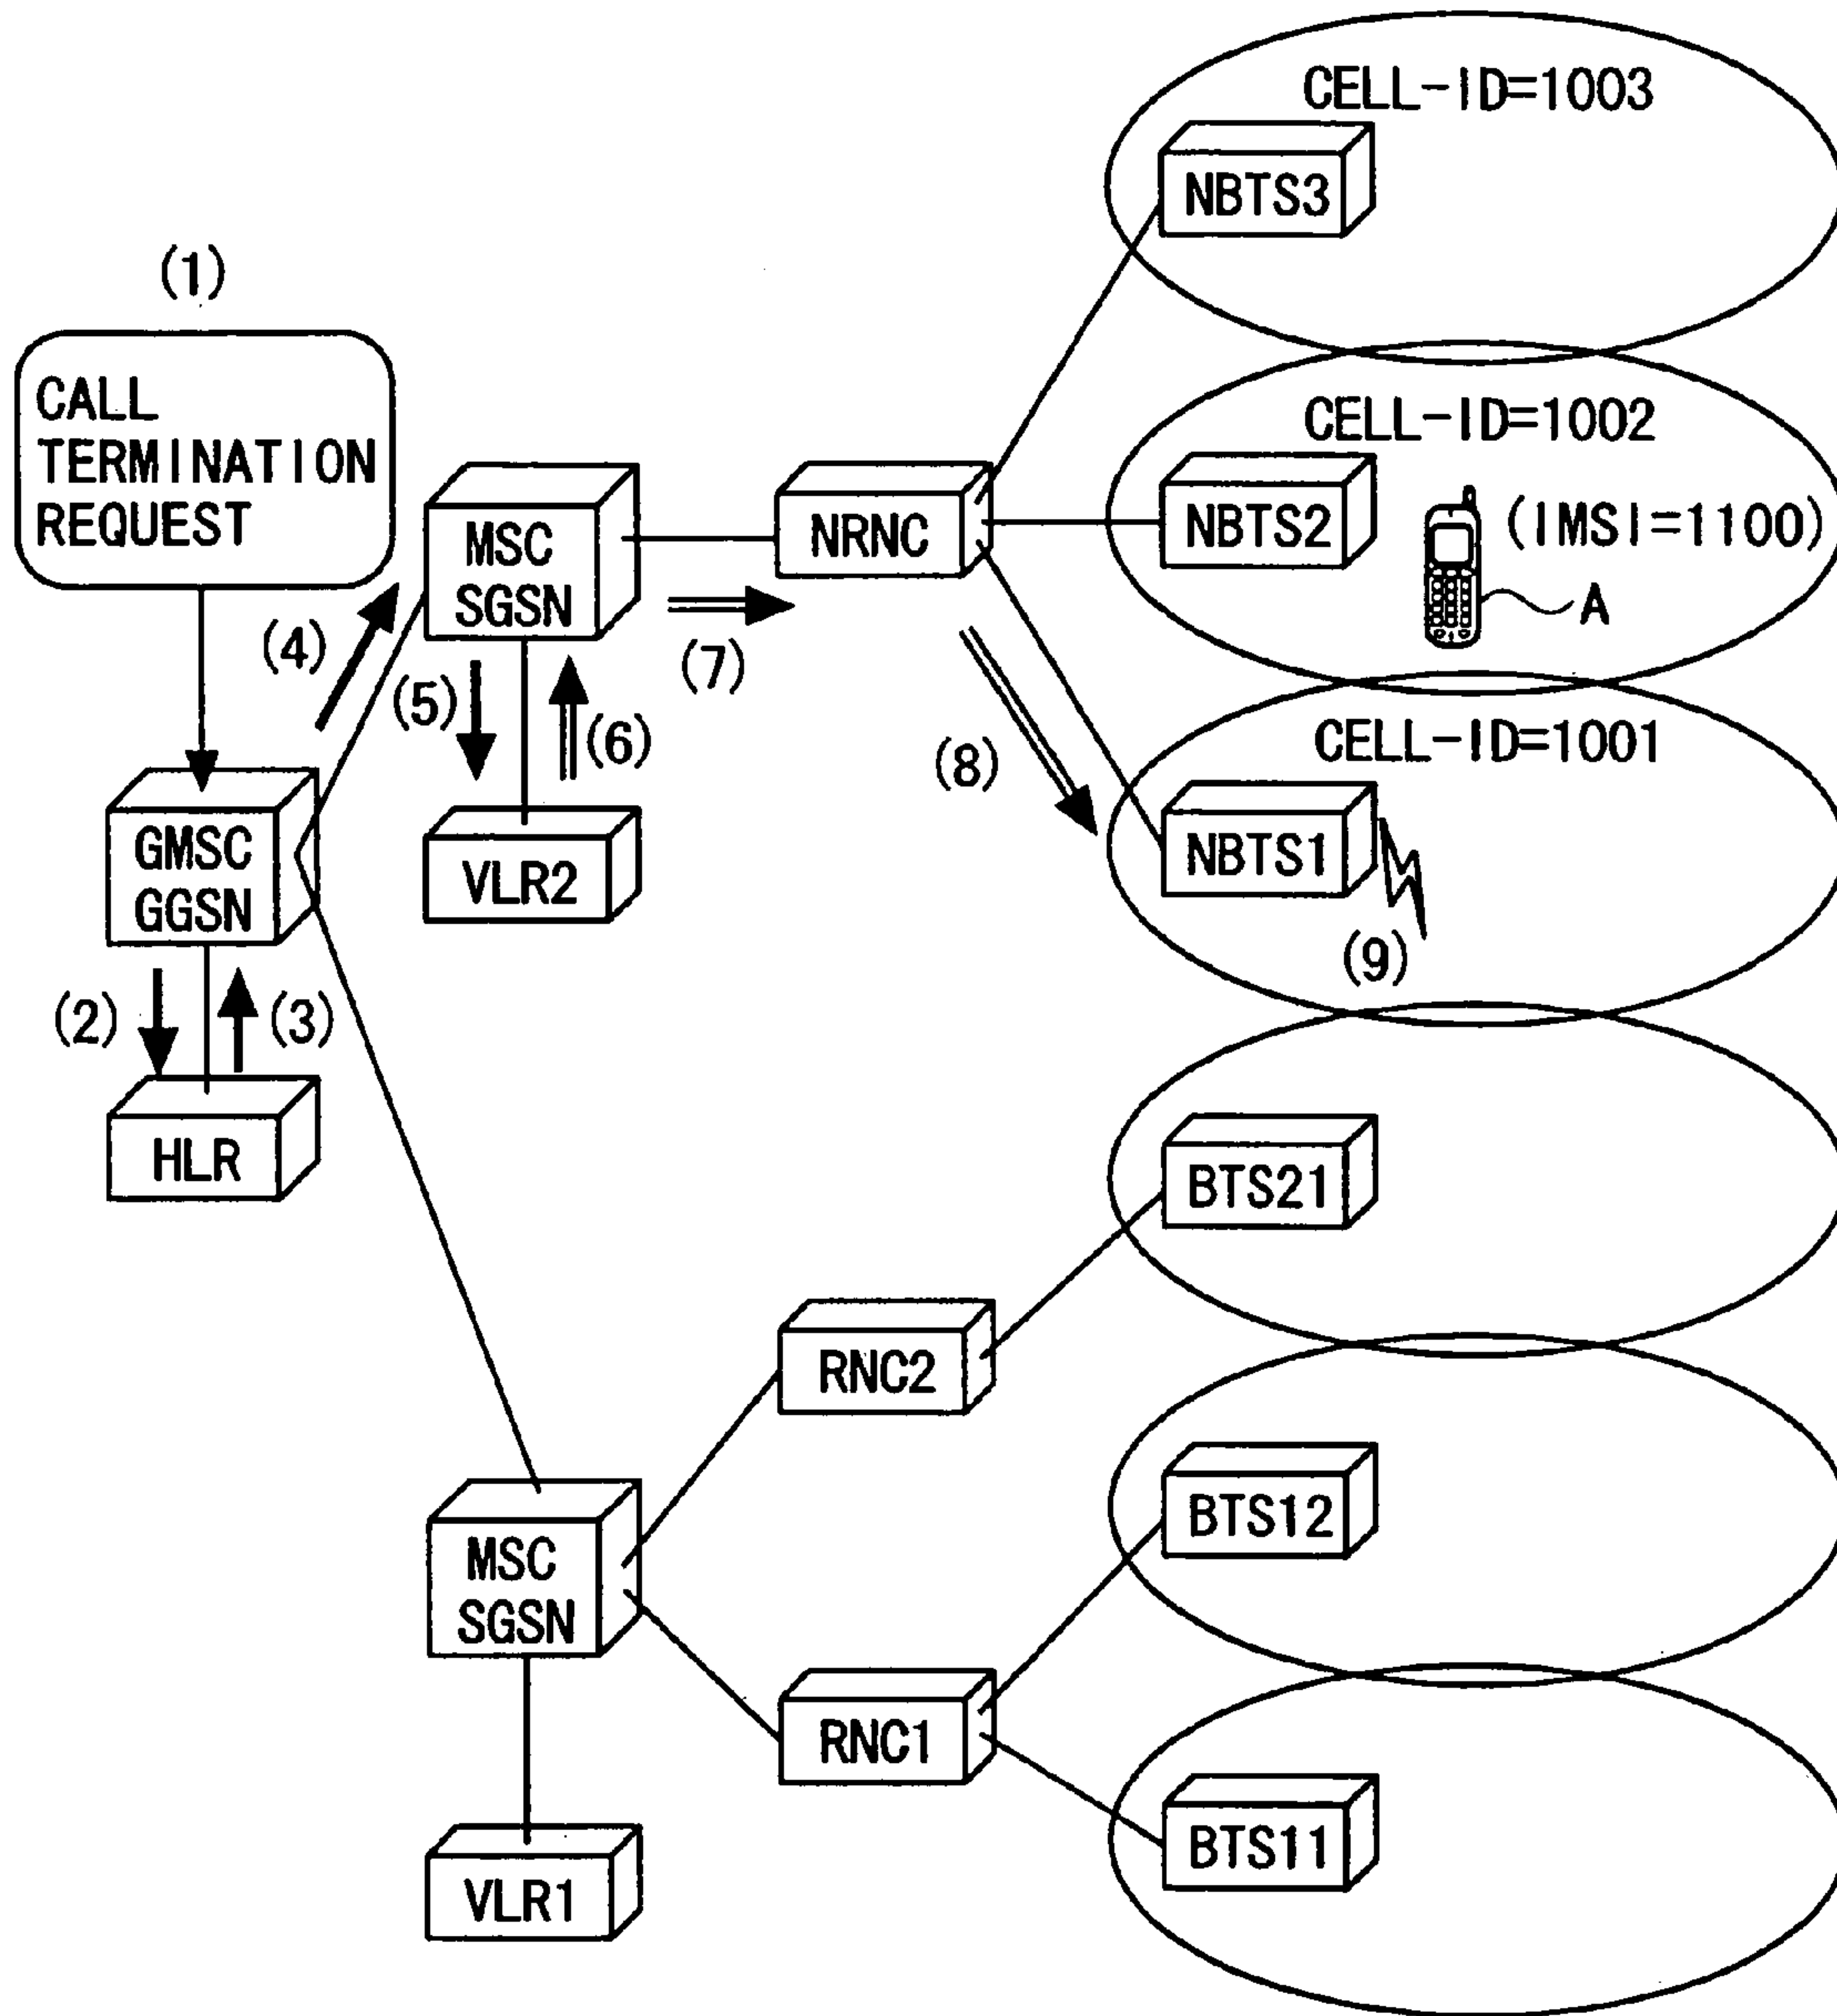 CELL-ID=1003
NBTS3
(1)
CALL
TERMINATION
REQUEST
CELL-ID=1002
MSC
SGSN
NRNC
NBTS2
(IMSI=1100)
A
(4)
(5)
(6)
(7)
CELL-ID=1001
(8)
GMSC
GGSN
VLR2
NBTS1
(9)
(2)
(3)
HLR
BTS21
RNC2
BTS12
MSC
SGSN
RNC1
BTS11
VLR1